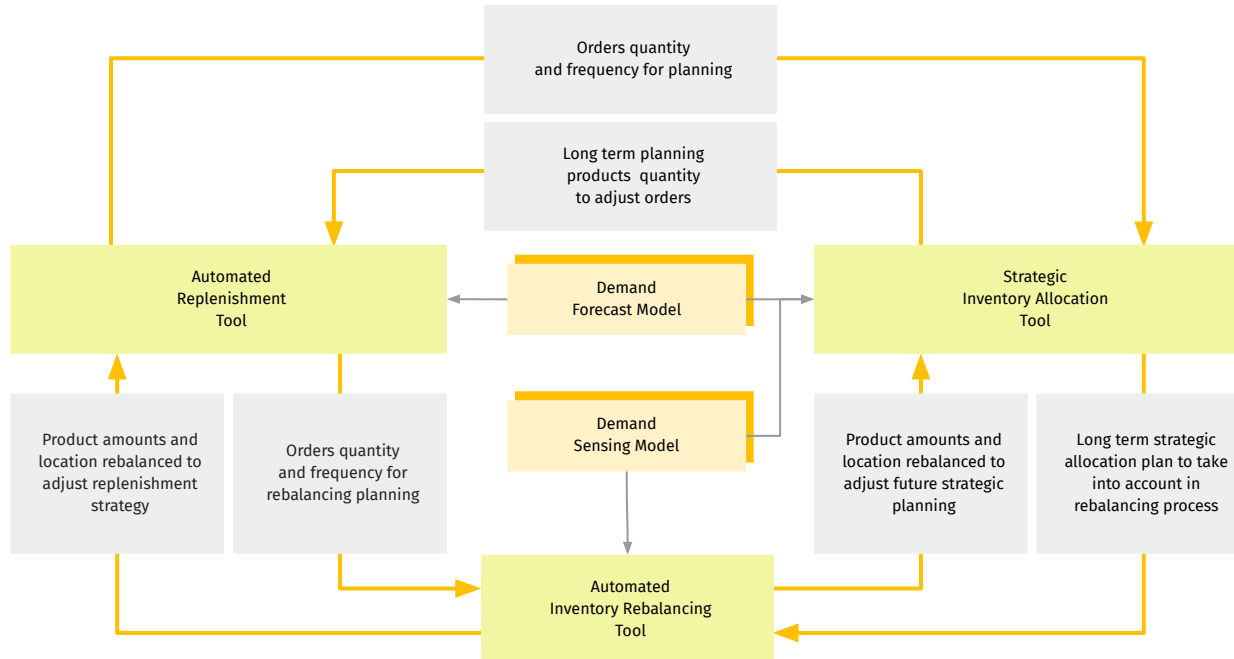 Orders quantity
and frequency for planning
Long term planning
products quantity
to adjust orders
Automated
Replenishment
Tool
Demand
Forecast Model
Strategic
Inventory Allocation
Tool
Product amounts and
location rebalanced to
adjust replenishment
strategy
Orders quantity
and frequency for
rebalancing planning
Demand
Sensing Model
Product amounts and
location rebalanced to
adjust future strategic
planning
Long term strategic
allocation plan to take
into account in
rebalancing process
Automated
Inventory Rebalancing
Tool